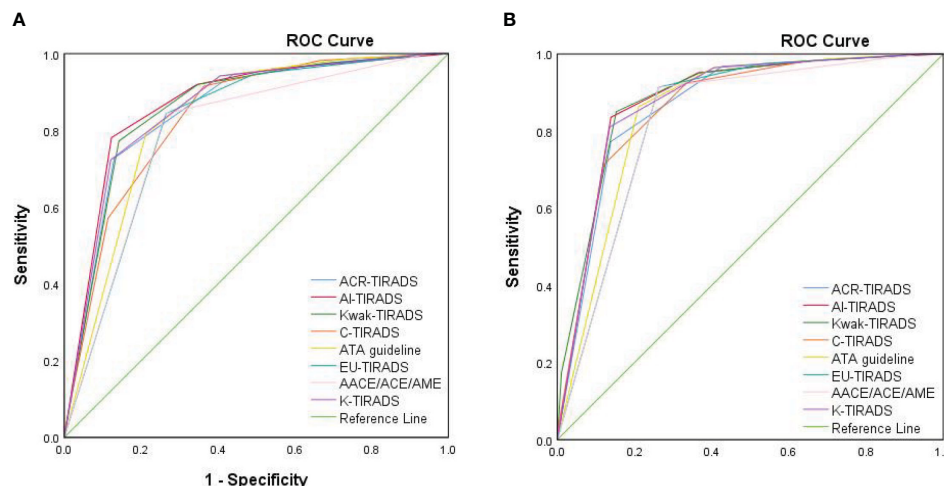 A
ROC Curve
1.0
0.8
0.6
0.4
0.2
0.0
Sensitivity
ACR-TIRADS
AI-TIRADS
Kwak-TIRADS
C-TIRADS
ATA guideline
EU-TIRADS
AACE/ACE/AME
K-TIRADS
Reference Line
0.0 0.2 0.4 0.6 0.8 1.0
1 - Specificity
B
ROC Curve
1.0
0.8
0.6
0.4
0.2
0.0
Sensitivity
ACR-TIRADS
AI-TIRADS
Kwak-TIRADS
C-TIRADS
ATA guideline
EU-TIRADS
AACE/ACE/AME
K-TIRADS
Reference Line
0.0 0.2 0.4 0.6 0.8 1.